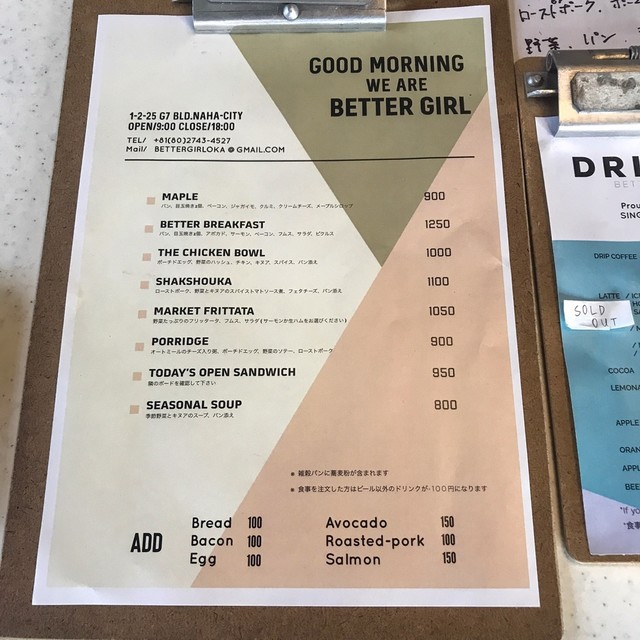 GOOD MORNING
WE ARE
BETTER GIRL
1-2-25 G7 BLD.NAHA-CITY
OPEN/9:00 CLOSE/18:00
TEL/ +81(80)2743-4527
Mail/ BETTERGIRLOKA@GMAIL.COM
MAPLE 900
パン、目玉焼き2個、ベーコン、ジャガイモ、クルミ、クリームチーズ、メープルシロップ
BETTER BREAKFAST 1250
パン、目玉焼き2個、アボカド、サーモン、ベーコン、フムス、サラダ、ピクルス
THE CHICKEN BOWL 1000
ポーチドエッグ、野菜のハッシュ、チキン、キヌア、スパイス、パン添え
SHAKSHOUKA 1100
ローストポーク、野菜とキヌアのスパイストマトソース煮、フェタチーズ、パン添え
MARKET FRITTATA 1050
野菜たっぷりのフリッタータ、フムス、サラダ(サーモンか生ハムをお選びください)
PORRIDGE 900
オートミールのチーズ入り粥、ポーチドエッグ、野菜のソテー、ローストポーク
TODAY'S OPEN SANDWICH 950
隣のボードを確認して下さい
SEASONAL SOUP 800
季節野菜とキヌアのスープ、パン添え
※ 雑穀パンに蕎麦粉が含まれます
※ 食事を注文した方はビール以外のドリンクが-100円になります
ADD
Bread 100 Avocado 150
Bacon 100 Roasted-pork 100
Egg 100 Salmon 150
ローストポーク、
野菜、パン
DRI
BET
Prou
SING
DRIP COFFEE
LATTE /
SOLD
OUT
COCOA
LEMONA
APPLE
ORAN
APPL
BEE
*If yo
*食事